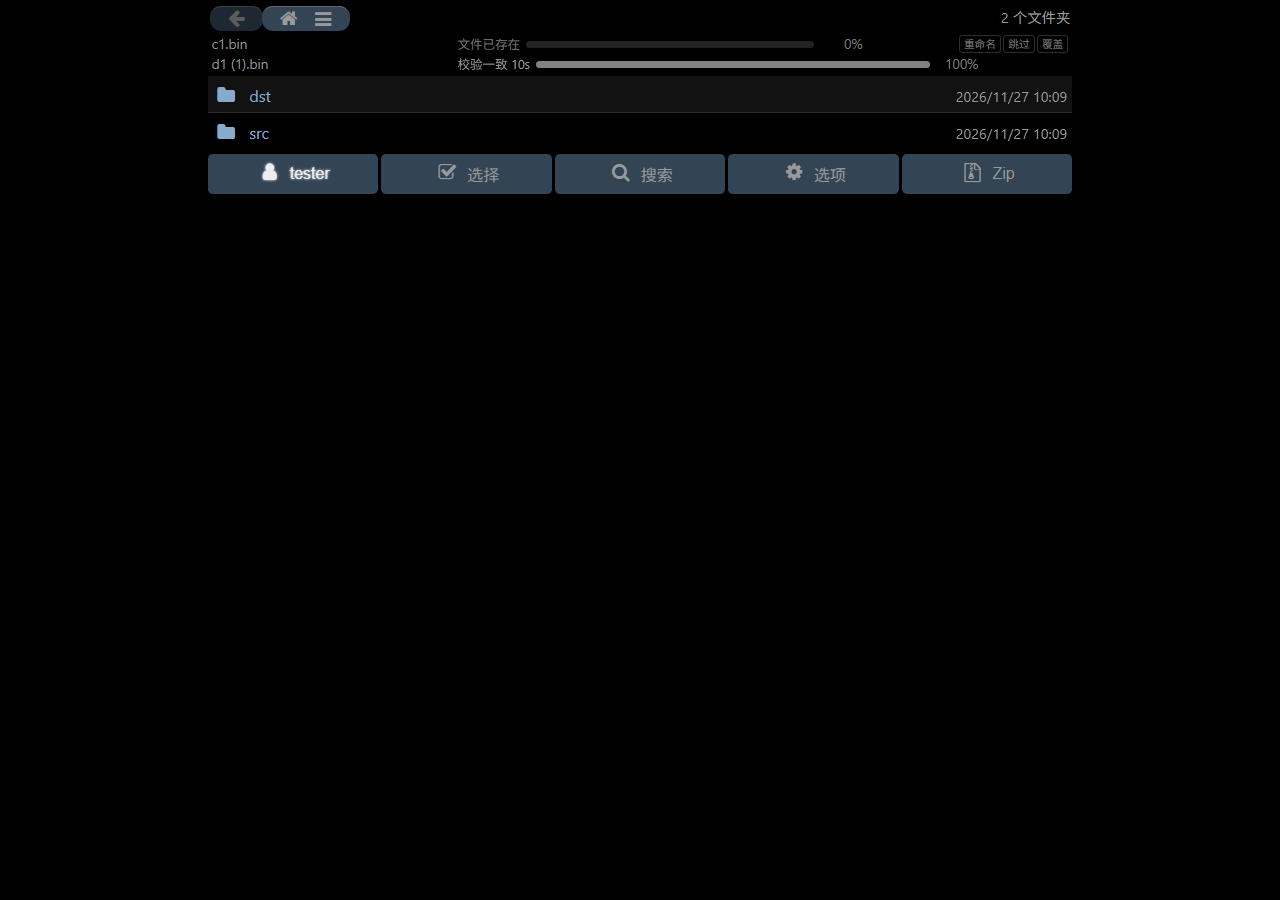 2 个文件夹
c1.bin 文件已存在 0% 重命名 跳过 覆盖
d1 (1).bin 校验一致 10s 100%
dst 2026/11/27 10:09
src 2026/11/27 10:09
tester 选择 搜索 选项 Zip